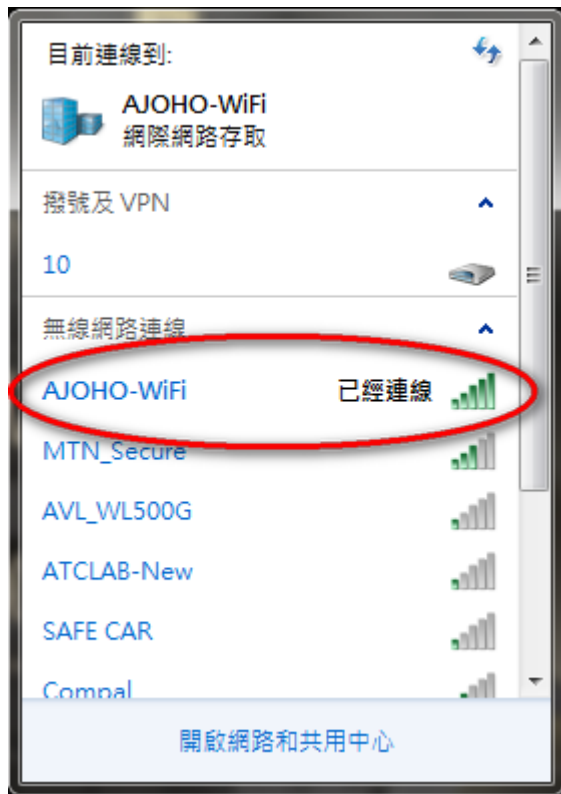 目前連線到:
AJOHO-WiFi
網際網路存取
撥號及 VPN
10
無線網路連線
AJOHO-WiFi 已經連線
MTN_Secure
AVL_WL500G
ATCLAB-New
SAFE CAR
Compal
開啟網路和共用中心